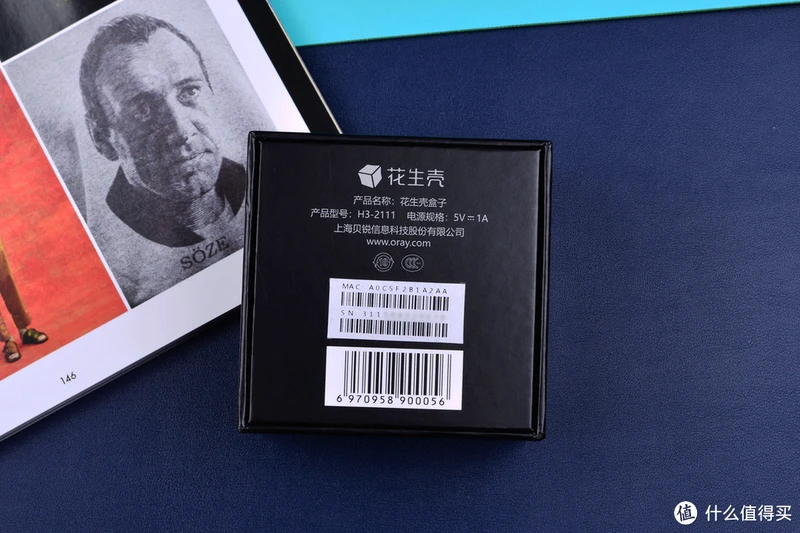 SÖZE
146
花生壳
产品名称：花生壳盒子
产品型号：H3-2111 电源规格：5V⎓1A
上海贝锐信息科技股份有限公司
www.oray.com
10
CCC
MAC A0C5F2B1A2AA
SN 311
6 970958 900056
值 什么值得买